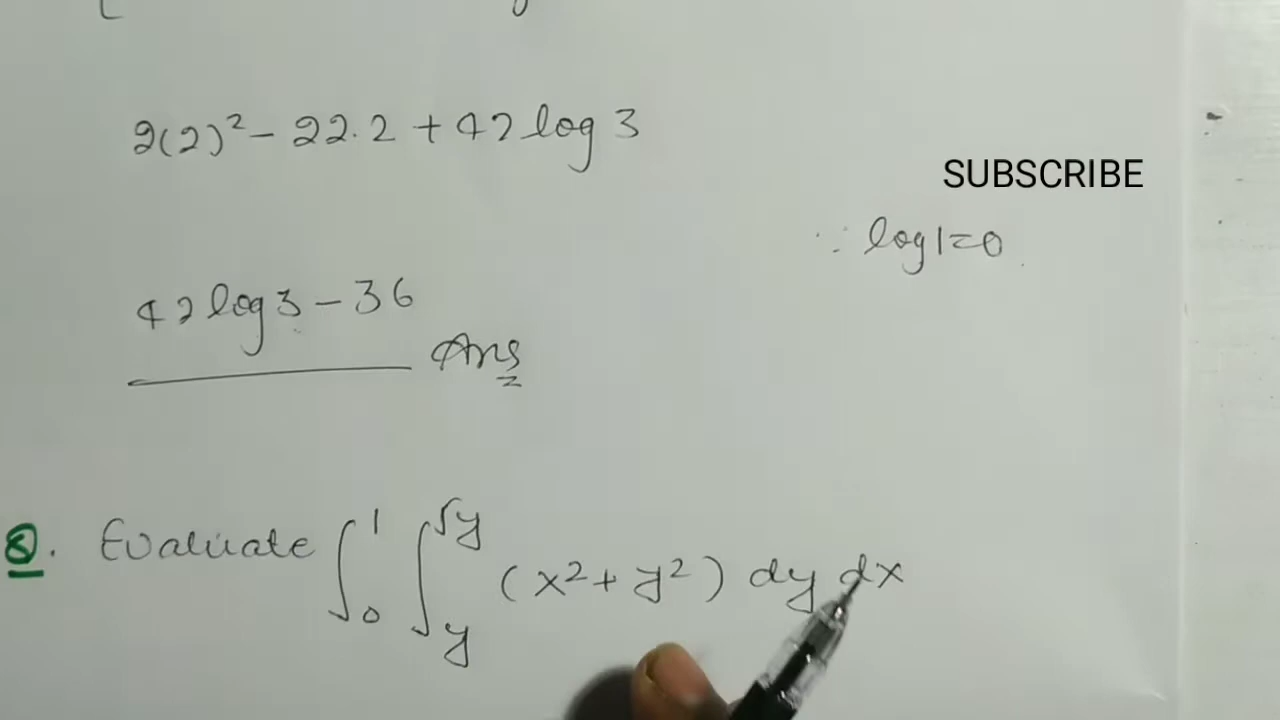 2(2)² - 22.2 + 42 log 3
SUBSCRIBE
∵ log 1 = 0
42 log 3 - 36
Ans
Q. Evaluate ∫₀¹ ∫_y^√y (x² + y²) dy dx